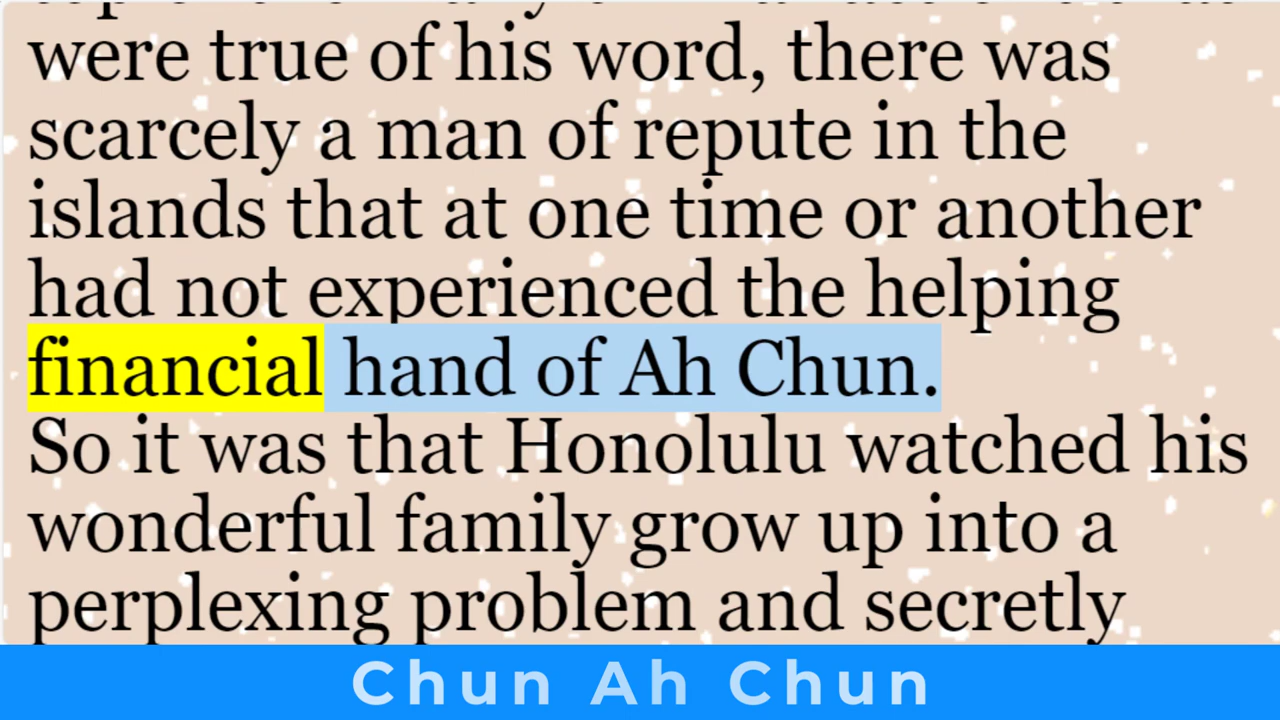 were true of his word, there was
scarcely a man of repute in the
islands that at one time or another
had not experienced the helping
financial hand of Ah Chun.
So it was that Honolulu watched his
wonderful family grow up into a
perplexing problem and secretly
Chun Ah Chun